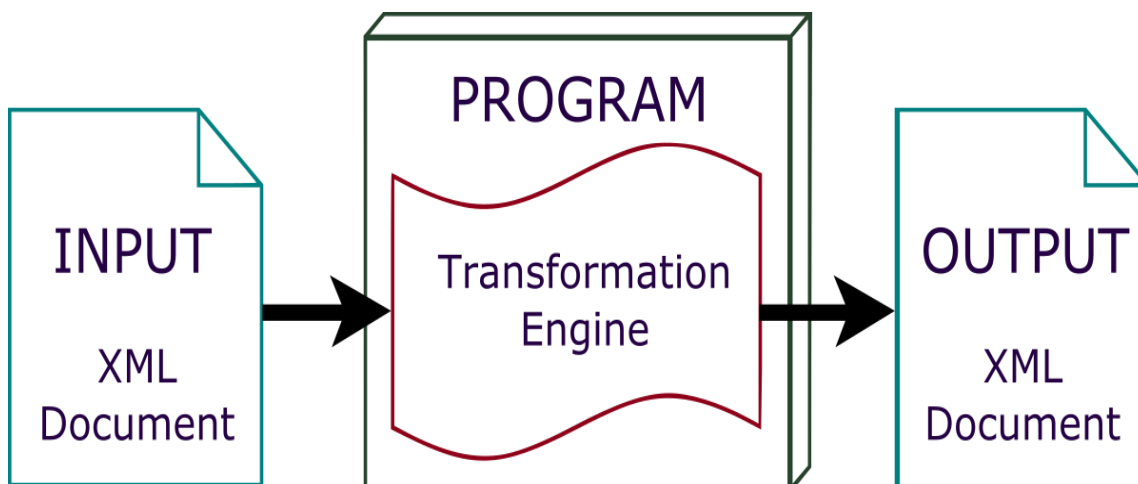 INPUT
XML
Document
PROGRAM
Transformation
Engine
OUTPUT
XML
Document